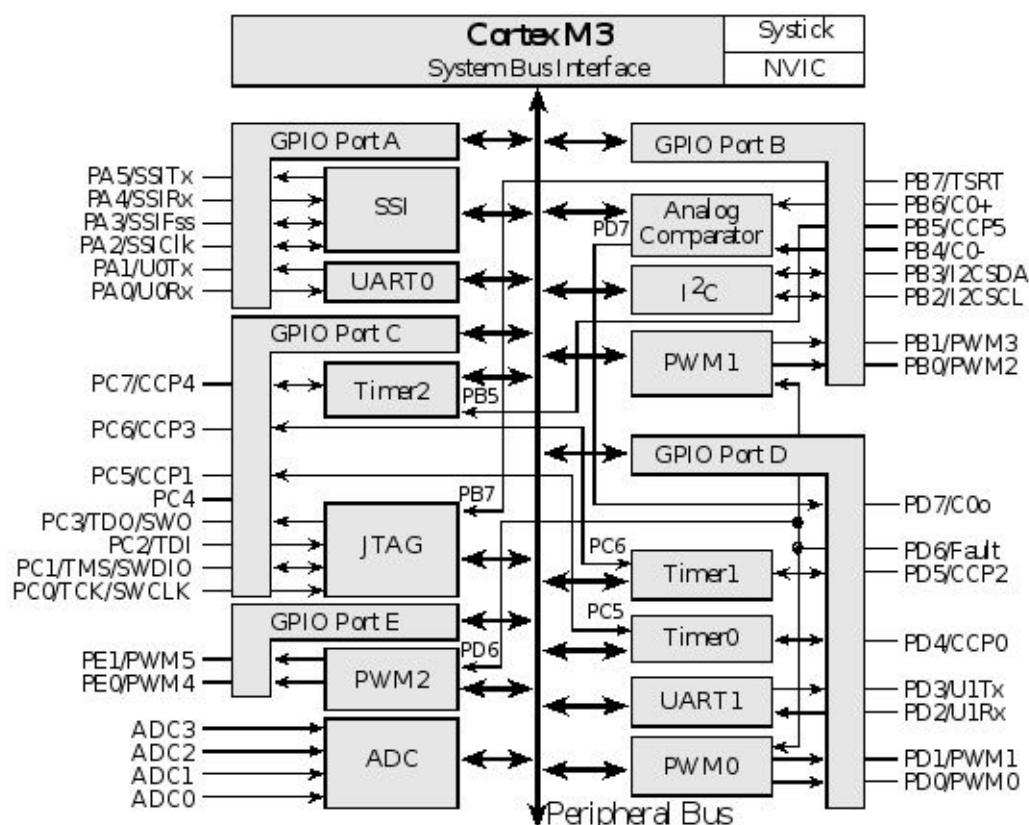 Cortex M3
System Bus Interface
Systick
NVIC
GPIO Port A
PA5/SSITx
PA4/SSIRx
PA3/SSIFss
PA2/SSIClk
SSI
PA1/U0Tx
PA0/U0Rx
UART0
GPIO Port C
PC7/CCP4
Timer2
PB5
PC6/CCP3
PC5/CCP1
PC4
PB7
PC3/TDO/SWO
PC2/TDI
PC1/TMS/SWDIO
PC0/TCK/SWCLK
JTAG
GPIO Port E
PD6
PE1/PWM5
PE0/PWM4
PWM2
ADC3
ADC2
ADC1
ADC0
ADC
GPIO Port B
PB7/TSRT
PB6/C0+
PB5/CCP5
PB4/C0-
PB3/I2CSDA
PB2/I2CSCL
PB1/PWM3
PB0/PWM2
PD7
Analog
Comparator
I²C
PWM1
GPIO Port D
PD7/C0o
PD6/Fault
PD5/CCP2
PC6
Timer1
PC5
Timer0
PD4/CCP0
UART1
PD3/U1Tx
PD2/U1Rx
PWM0
PD1/PWM1
PD0/PWM0
Peripheral Bus